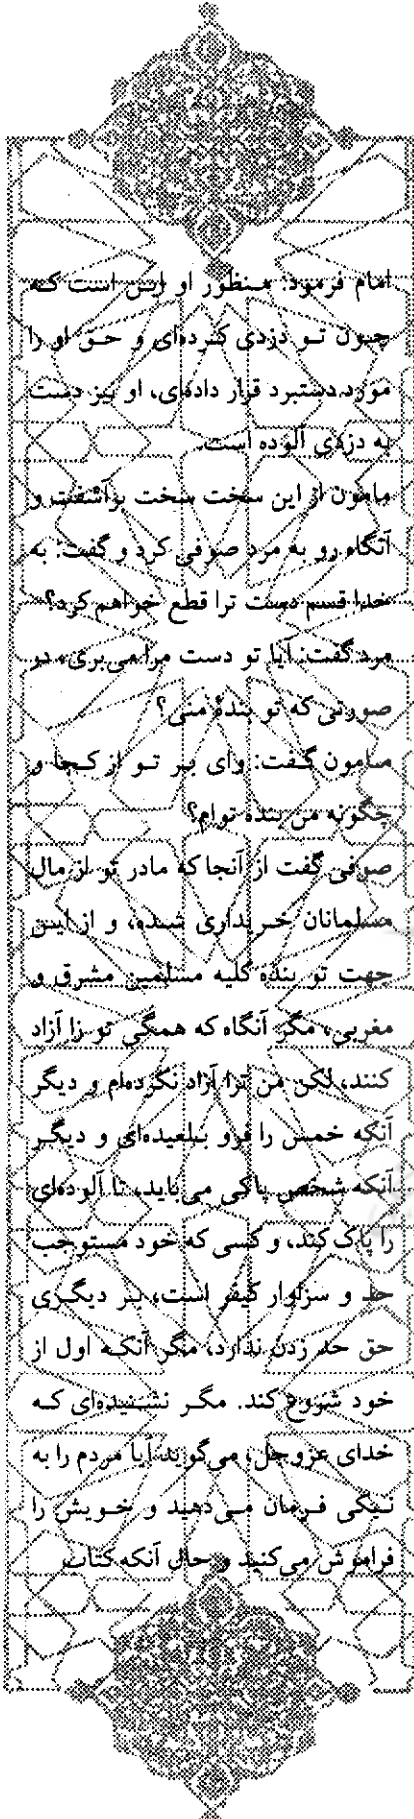 امام فرمود: منظور او این است که
چون تو دزدی کرده‌ای و حق او را
مورد دستبرد قرار داده‌ی، او نیز دست
به دزدی آلوده است.
مامون از این سخت سخت برآشفت و
آنگاه رو به مرد صوفی کرد و گفت: به
خدا قسم دست ترا قطع خواهم کرد؟
مرد گفت: آیا تو دست مرا می‌بری، در
صورتی که تو بندهٔ منی؟
مامون گفت: وای بر تو از کجا و
چگونه من بنده توام؟
صوفی گفت از آنجا که مادر تو از مال
مسلمانان خریداری شده، و از این
جهت تو بندهٔ کلیه مسلمین مشرق و
مغربی، مگر آنگاه که همگی تو را آزاد
کنند، لکن من ترا آزاد نکرده‌ام و دیگر
آنکه خمس را فرو بلعیده‌ای و دیگر
آنکه شخص پاکی می‌باید، تا آلوده‌ای
را پاک کند، و کسی که خود مستوجب
حد و سزاوار کیفر است، بر دیگری
حق حد زدن ندارد، مگر آنکه اول از
خود شروع کند. مگر نشنیده‌ای که
خدای عزوجل، می‌گوید آیا مردم را به
نیکی فرمان می‌دهید و خویش را
فراموش می‌کنید و حال آنکه کتاب